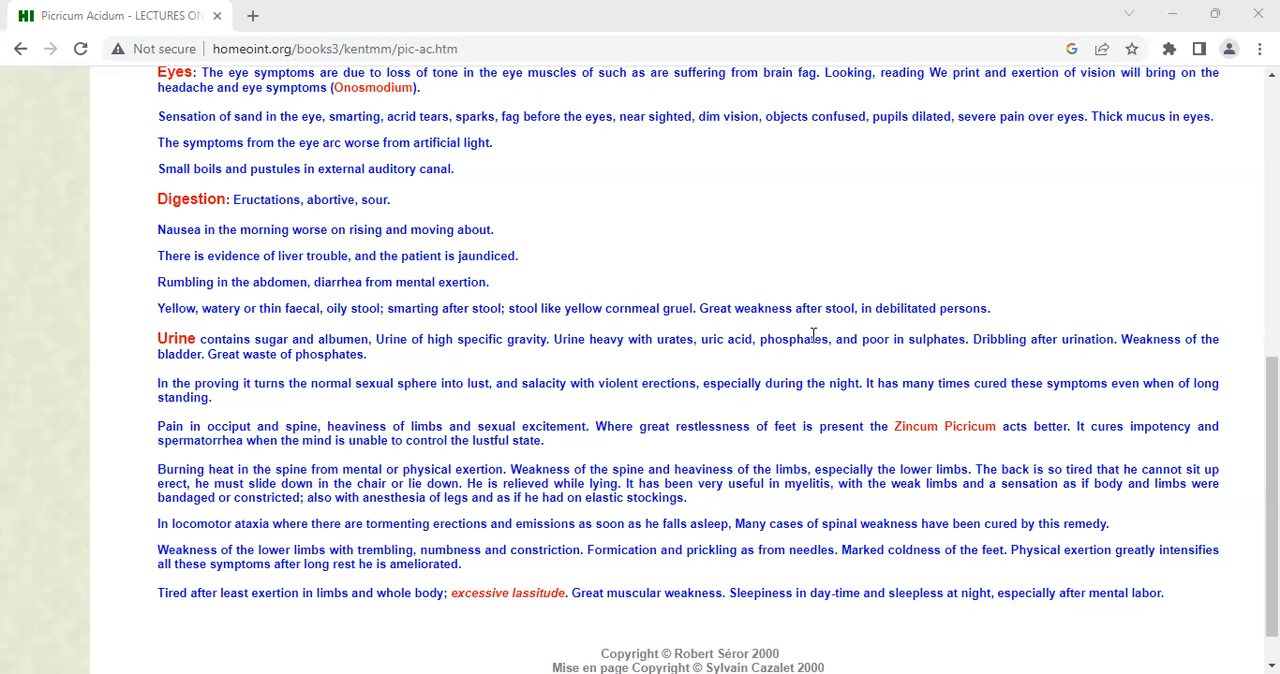 Picricum Acidum - LECTURES ON
Not secure
homeoint.org/books3/kentmm/pic-ac.htm
Eyes: The eye symptoms are due to loss of tone in the eye muscles of such as are suffering from brain fag. Looking, reading We print and exertion of vision will bring on the
headache and eye symptoms (Onosmodium).
Sensation of sand in the eye, smarting, acrid tears, sparks, fag before the eyes, near sighted, dim vision, objects confused, pupils dilated, severe pain over eyes. Thick mucus in eyes.
The symptoms from the eye arc worse from artificial light.
Small boils and pustules in external auditory canal.
Digestion: Eructations, abortive, sour.
Nausea in the morning worse on rising and moving about.
There is evidence of liver trouble, and the patient is jaundiced.
Rumbling in the abdomen, diarrhea from mental exertion.
Yellow, watery or thin faecal, oily stool; smarting after stool; stool like yellow cornmeal gruel. Great weakness after stool, in debilitated persons.
Urine contains sugar and albumen, Urine of high specific gravity. Urine heavy with urates, uric acid, phosphates, and poor in sulphates. Dribbling after urination. Weakness of the
bladder. Great waste of phosphates.
In the proving it turns the normal sexual sphere into lust, and salacity with violent erections, especially during the night. It has many times cured these symptoms even when of long
standing.
Pain in occiput and spine, heaviness of limbs and sexual excitement. Where great restlessness of feet is present the Zincum Picricum acts better. It cures impotency and
spermatorrhea when the mind is unable to control the lustful state.
Burning heat in the spine from mental or physical exertion. Weakness of the spine and heaviness of the limbs, especially the lower limbs. The back is so tired that he cannot sit up
erect, he must slide down in the chair or lie down. He is relieved while lying. It has been very useful in myelitis, with the weak limbs and a sensation as if body and limbs were
bandaged or constricted; also with anesthesia of legs and as if he had on elastic stockings.
In locomotor ataxia where there are tormenting erections and emissions as soon as he falls asleep, Many cases of spinal weakness have been cured by this remedy.
Weakness of the lower limbs with trembling, numbness and constriction. Formication and prickling as from needles. Marked coldness of the feet. Physical exertion greatly intensifies
all these symptoms after long rest he is ameliorated.
Tired after least exertion in limbs and whole body; excessive lassitude. Great muscular weakness. Sleepiness in day-time and sleepless at night, especially after mental labor.
Copyright © Robert Séror 2000
Mise en page Copyright © Sylvain Cazalet 2000